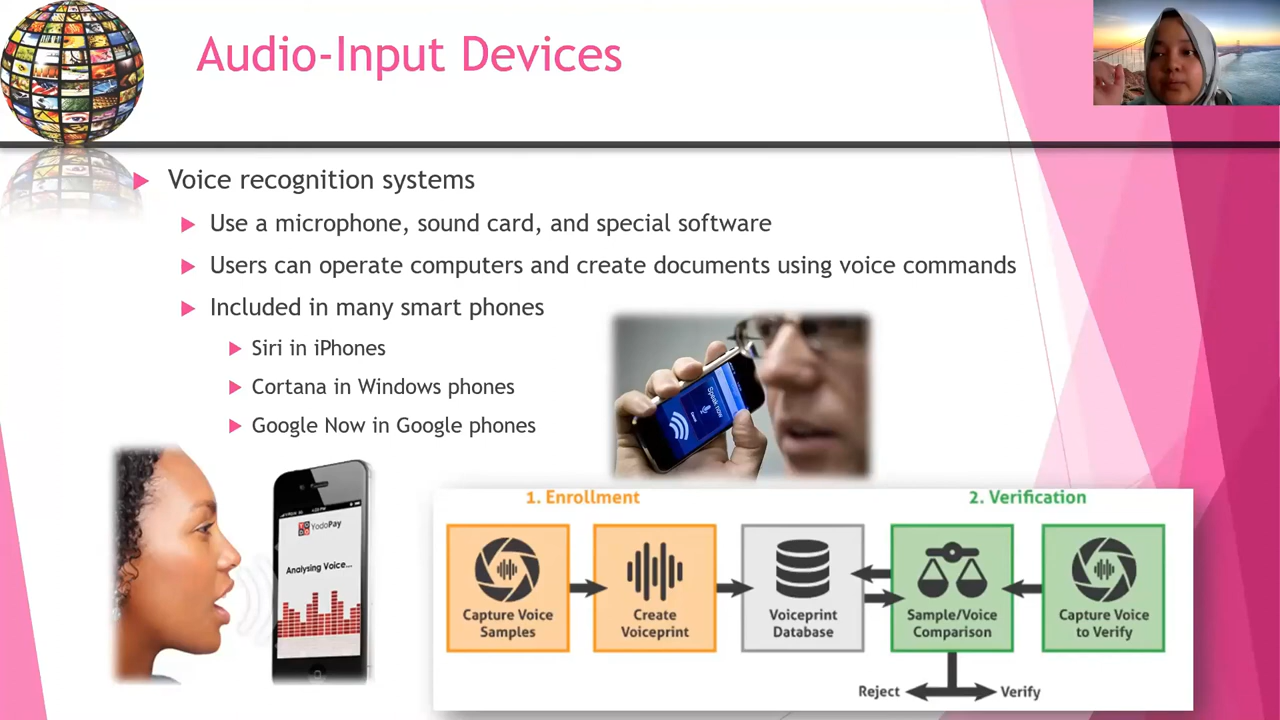 Audio-Input Devices
Voice recognition systems
Use a microphone, sound card, and special software
Users can operate computers and create documents using voice commands
Included in many smart phones
Siri in iPhones
Cortana in Windows phones
Google Now in Google phones
Speak now
YodoPay
Analysing Voice...
1. Enrollment
2. Verification
Capture Voice
Samples
Create
Voiceprint
Voiceprint
Database
Sample/Voice
Comparison
Capture Voice
to Verify
Reject
Verify